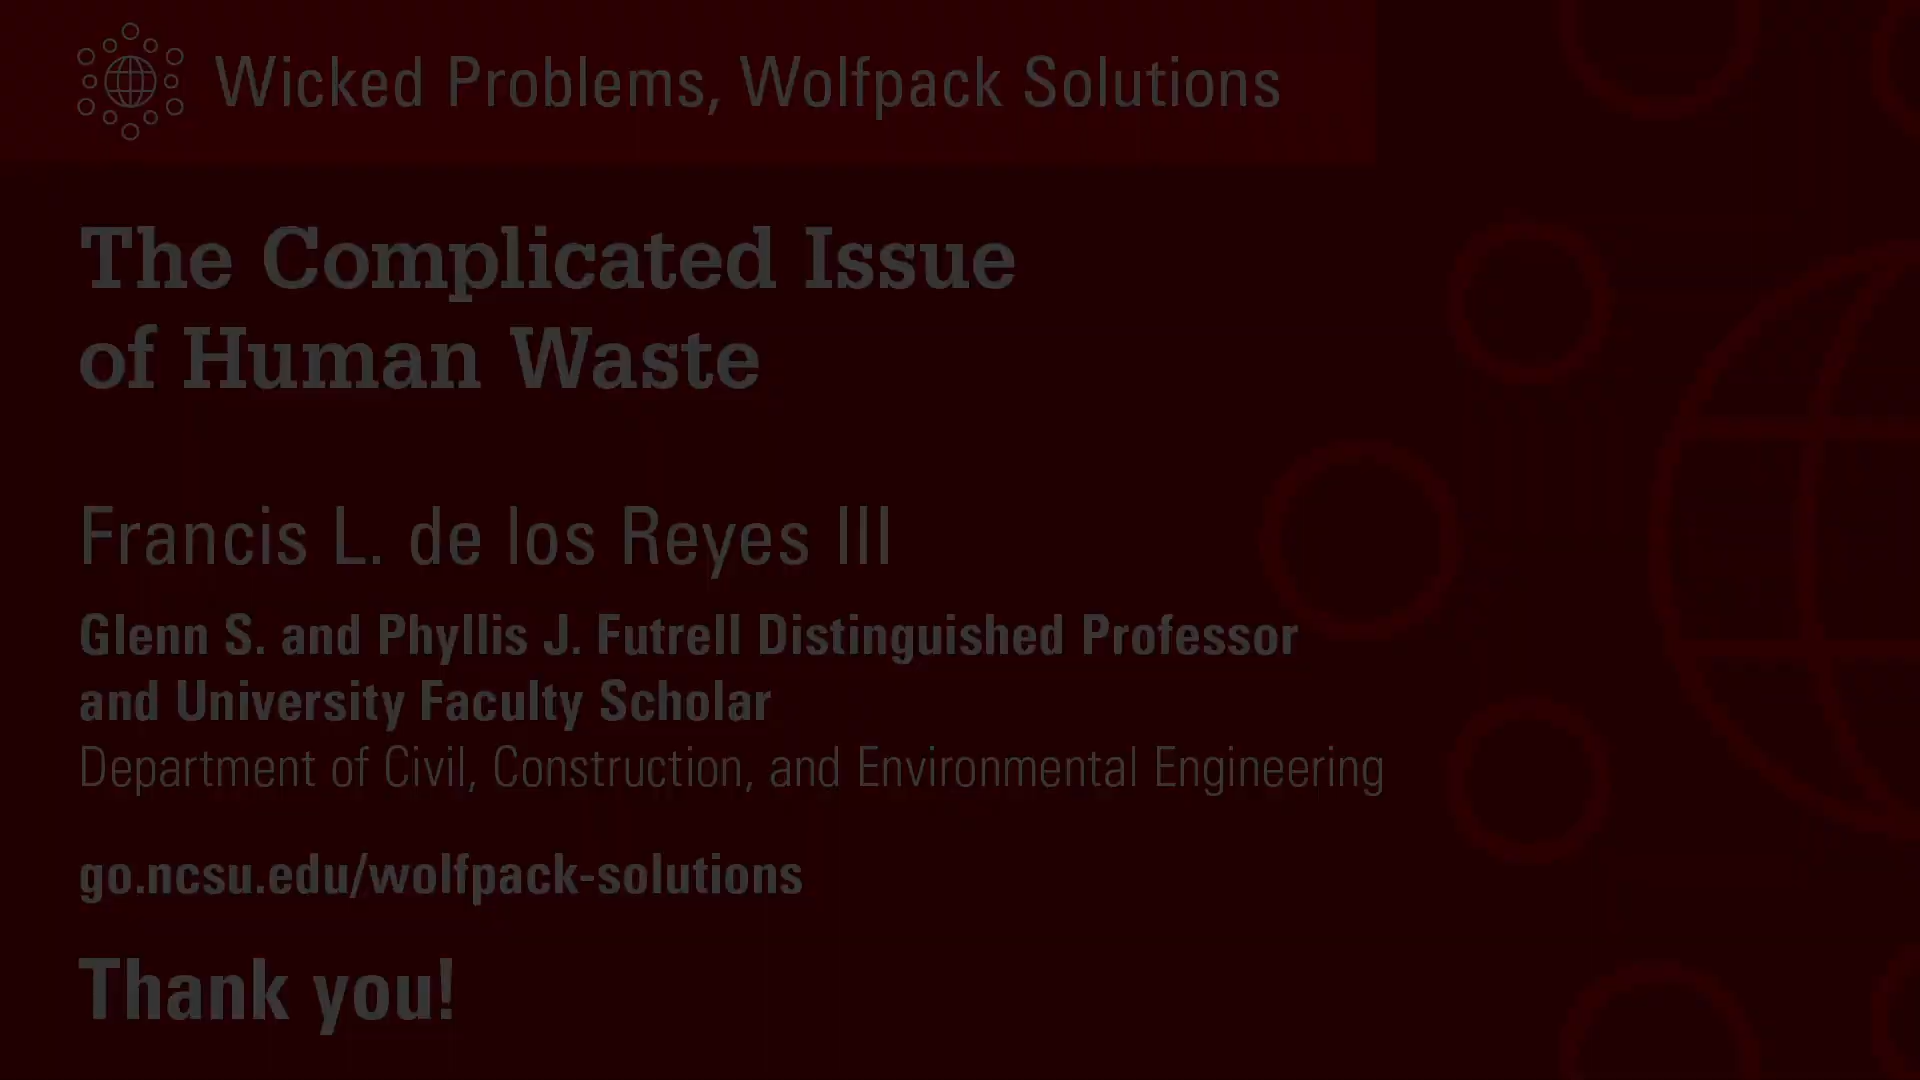 Wicked Problems, Wolfpack Solutions
The Complicated Issue
of Human Waste
Francis L. de los Reyes III
Glenn S. and Phyllis J. Futrell Distinguished Professor
and University Faculty Scholar
Department of Civil, Construction, and Environmental Engineering
go.ncsu.edu/wolfpack-solutions
Thank you!